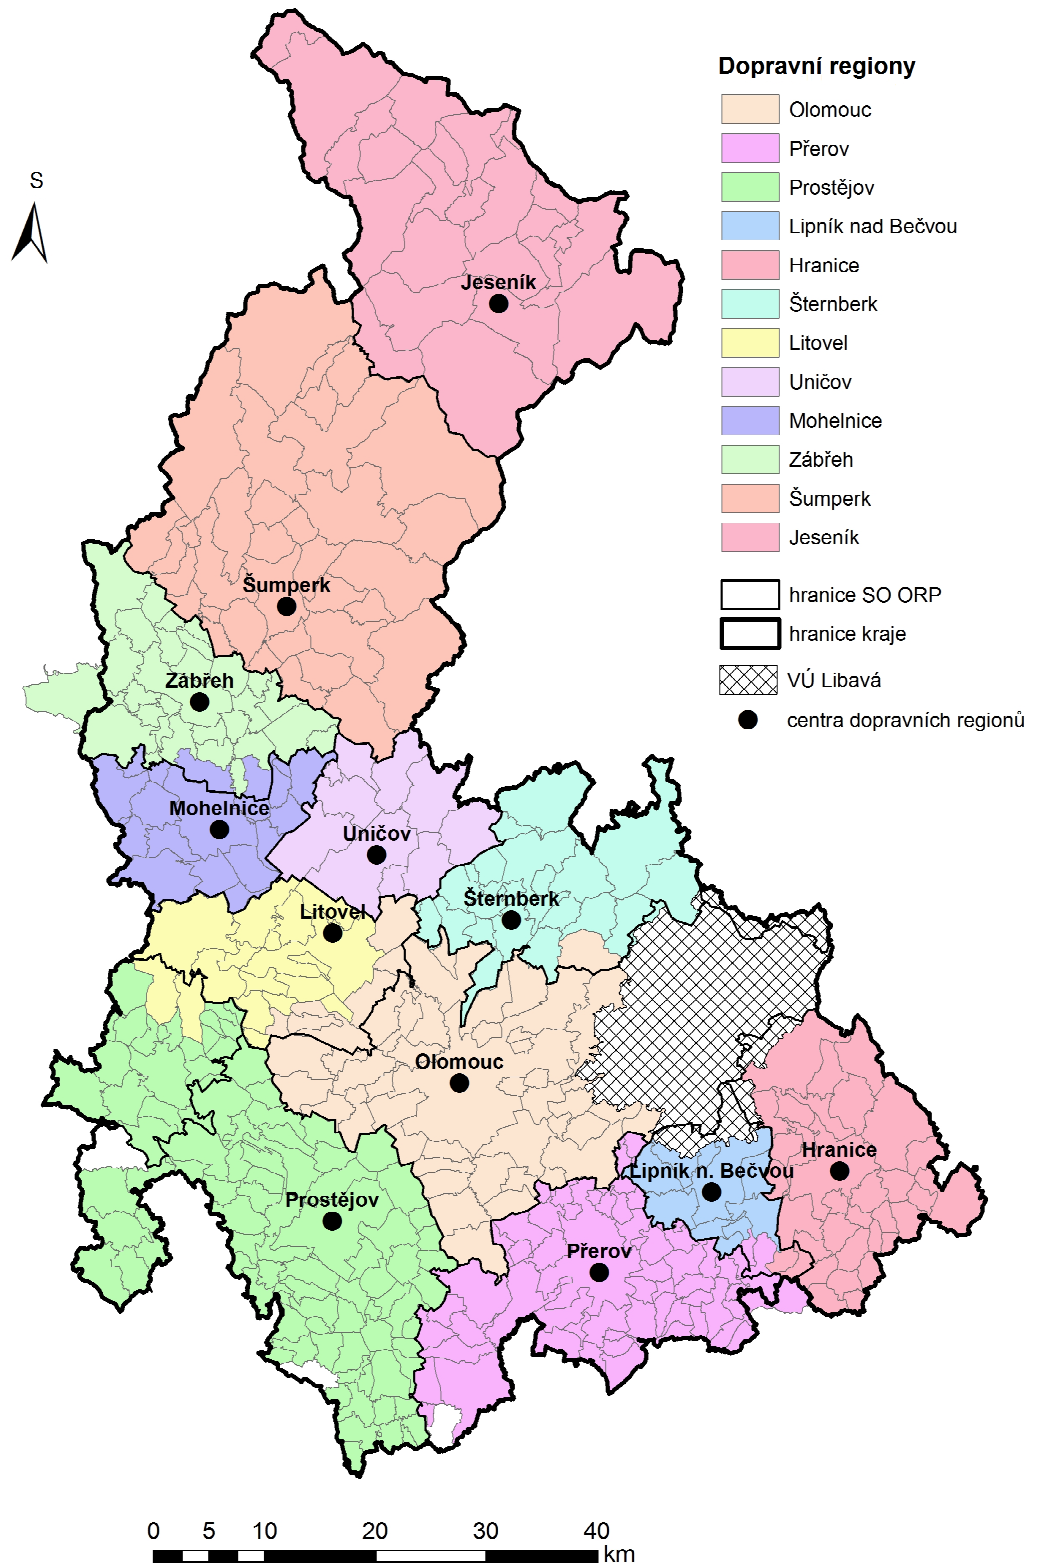 Dopravní regiony
Olomouc
Přerov
Prostějov
Lipník nad Bečvou
Hranice
Šternberk
Litovel
Uničov
Mohelnice
Zábřeh
Šumperk
Jeseník
hranice SO ORP
hranice kraje
VÚ Libavá
centra dopravních regionů
S
Jeseník
Šumperk
Zábřeh
Mohelnice
Uničov
Šternberk
Litovel
Olomouc
Hranice
Lipník n. Bečvou
Prostějov
Přerov
0 5 10 20 30 40
km